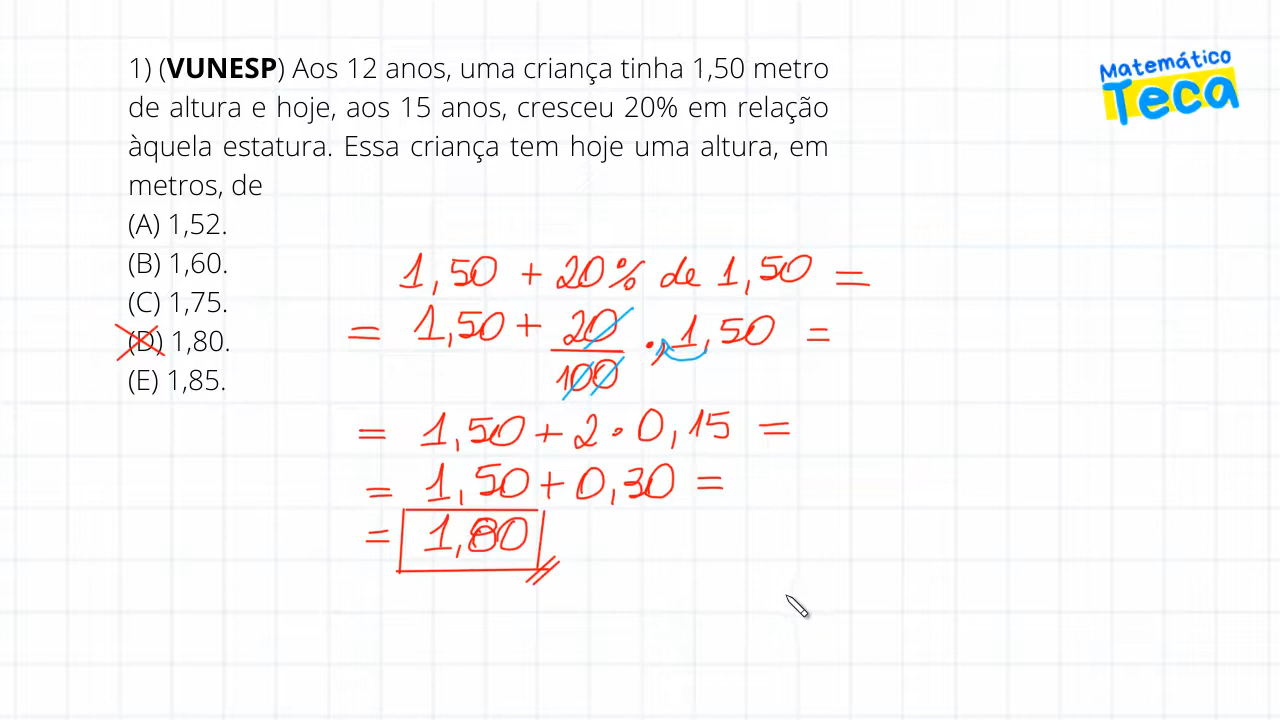 1) (VUNESP) Aos 12 anos, uma criança tinha 1,50 metro
de altura e hoje, aos 15 anos, cresceu 20% em relação
àquela estatura. Essa criança tem hoje uma altura, em
metros, de
(A) 1,52.
(B) 1,60.
(C) 1,75.
(D) 1,80.
(E) 1,85.
Matemático
Teca
1,50 + 20% de 1,50 =
= 1,50 + 20/100 · 1,50 =
= 1,50 + 2 · 0,15 =
= 1,50 + 0,30 =
= 1,80